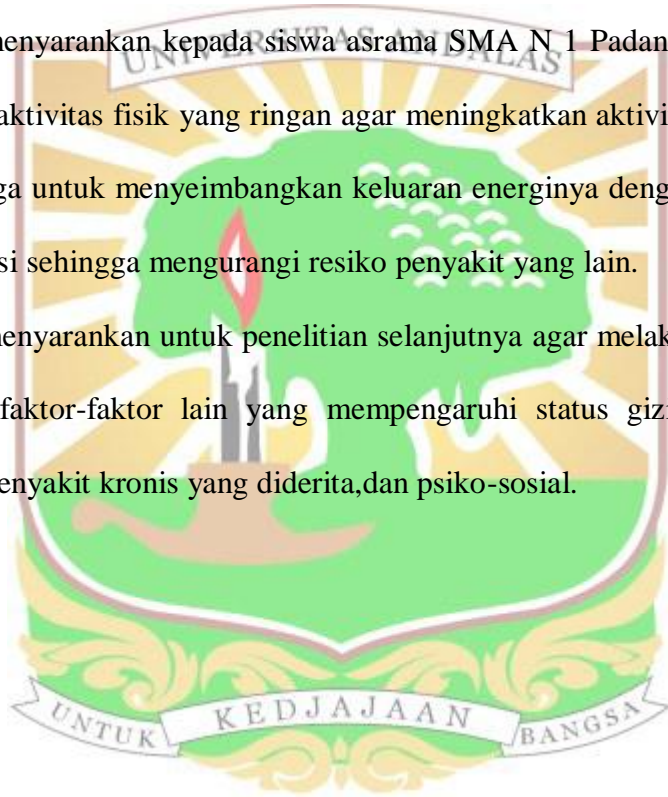 menyarankan kepada siswa asrama SMA N 1 Padan
UNIVERSITAS ANDALAS
aktivitas fisik yang ringan agar meningkatkan aktivi
ga untuk menyeimbangkan keluaran energinya deng
si sehingga mengurangi resiko penyakit yang lain.
menyarankan untuk penelitian selanjutnya agar melak
faktor-faktor lain yang mempengaruhi status giz
penyakit kronis yang diderita,dan psiko-sosial.
UNTUK KEDJAJAAN BANGSA